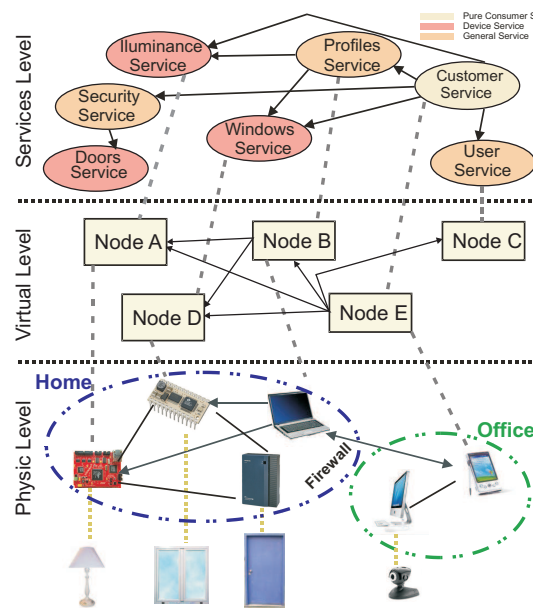 Pure Consumer S
Device Service
General Service
Services Level
Iluminance
Service
Profiles
Service
Customer
Service
Security
Service
Windows
Service
User
Service
Doors
Service
Virtual Level
Node A
Node B
Node C
Node D
Node E
Physic Level
Home
Office
Firewall